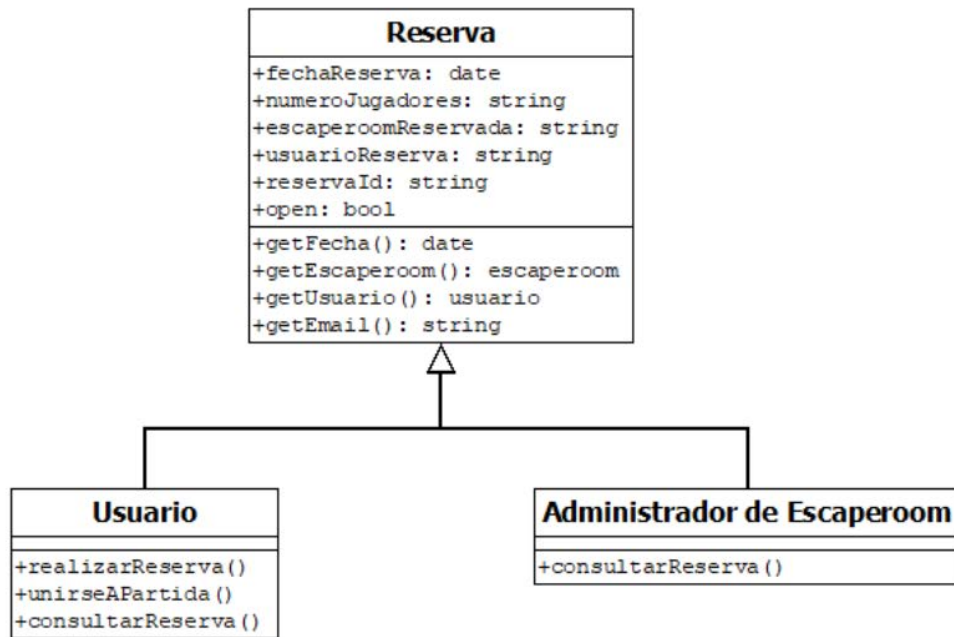 Reserva
+fechaReserva: date
+numeroJugadores: string
+escaperoomReservada: string
+usuarioReserva: string
+reservaId: string
+open: bool
+getFecha(): date
+getEscaperoom(): escaperoom
+getUsuario(): usuario
+getEmail(): string
Usuario
+realizarReserva()
+unirseAPartida()
+consultarReserva()
Administrador de Escaperoom
+consultarReserva()